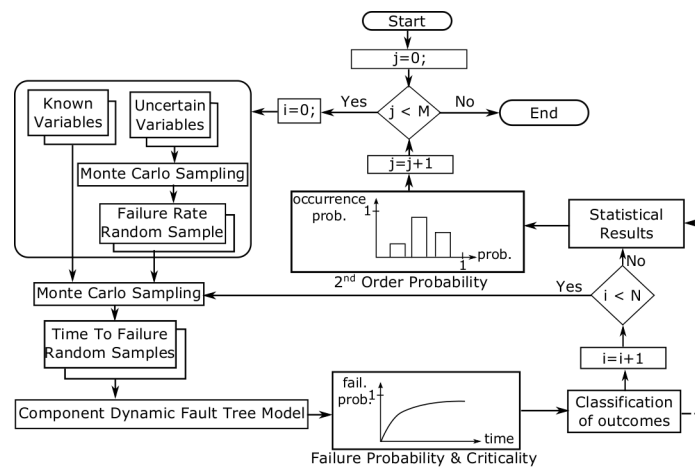 Start
j=0;
j < M
Yes
No
End
i=0;
j=j+1
Known
Variables
Uncertain
Variables
Monte Carlo Sampling
Failure Rate
Random Sample
occurrence
prob.
1
prob.
1
2nd Order Probability
Statistical
Results
No
Yes
i < N
Monte Carlo Sampling
Time To Failure
Random Samples
i=i+1
Component Dynamic Fault Tree Model
fail.
prob.
1
time
Failure Probability & Criticality
Classification
of outcomes